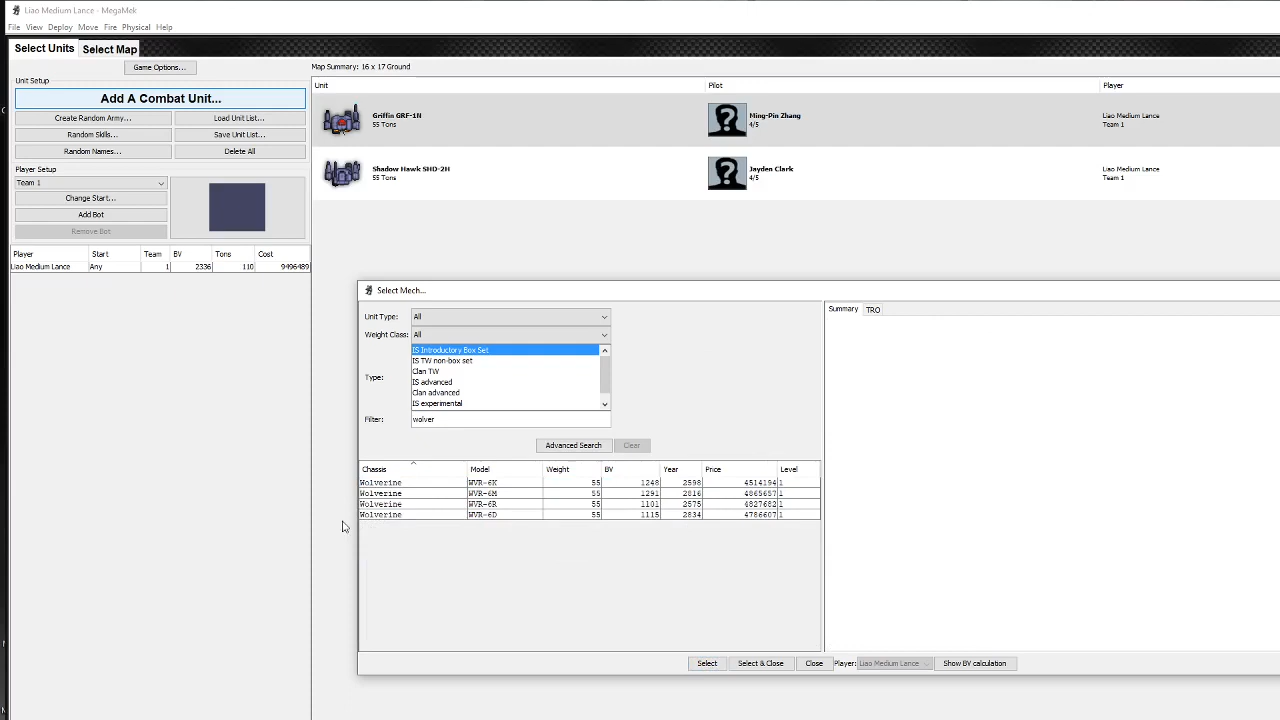 Liao Medium Lance - MegaMek
File View Deploy Move Fire Physical Help
Select Units Select Map
Game Options...
Map Summary: 16 x 17 Ground
Unit Setup
Unit Pilot Player
Add A Combat Unit...
Create Random Army... Load Unit List...
Random Skills... Save Unit List...
Random Names... Delete All
Griffin GRF-1N Ming-Pin Zhang Liao Medium Lance
55 Tons 4/5 Team 1
Player Setup
Shadow Hawk SHD-2H Jayden Clark Liao Medium Lance
55 Tons 4/5 Team 1
Team 1
Change Start...
Add Bot
Remove Bot
Player Start Team BV Tons Cost
Liao Medium Lance Any 1 2336 110 9496489
Select Mech...
Unit Type: All
Weight Class: All
Type:
IS Introductory Box Set
IS TW non-box set
Clan TW
IS advanced
Clan advanced
IS experimental
Filter: wolver
Advanced Search Clear
Summary TRO
Chassis Model Weight BV Year Price Level
Wolverine WVR-6K 55 1248 2598 4514194 1
Wolverine WVR-6M 55 1291 2816 4865657 1
Wolverine WVR-6R 55 1101 2575 4827682 1
Wolverine WVR-6D 55 1115 2834 4786607 1
Select Select & Close Close Player: Liao Medium Lance Show BV calculation